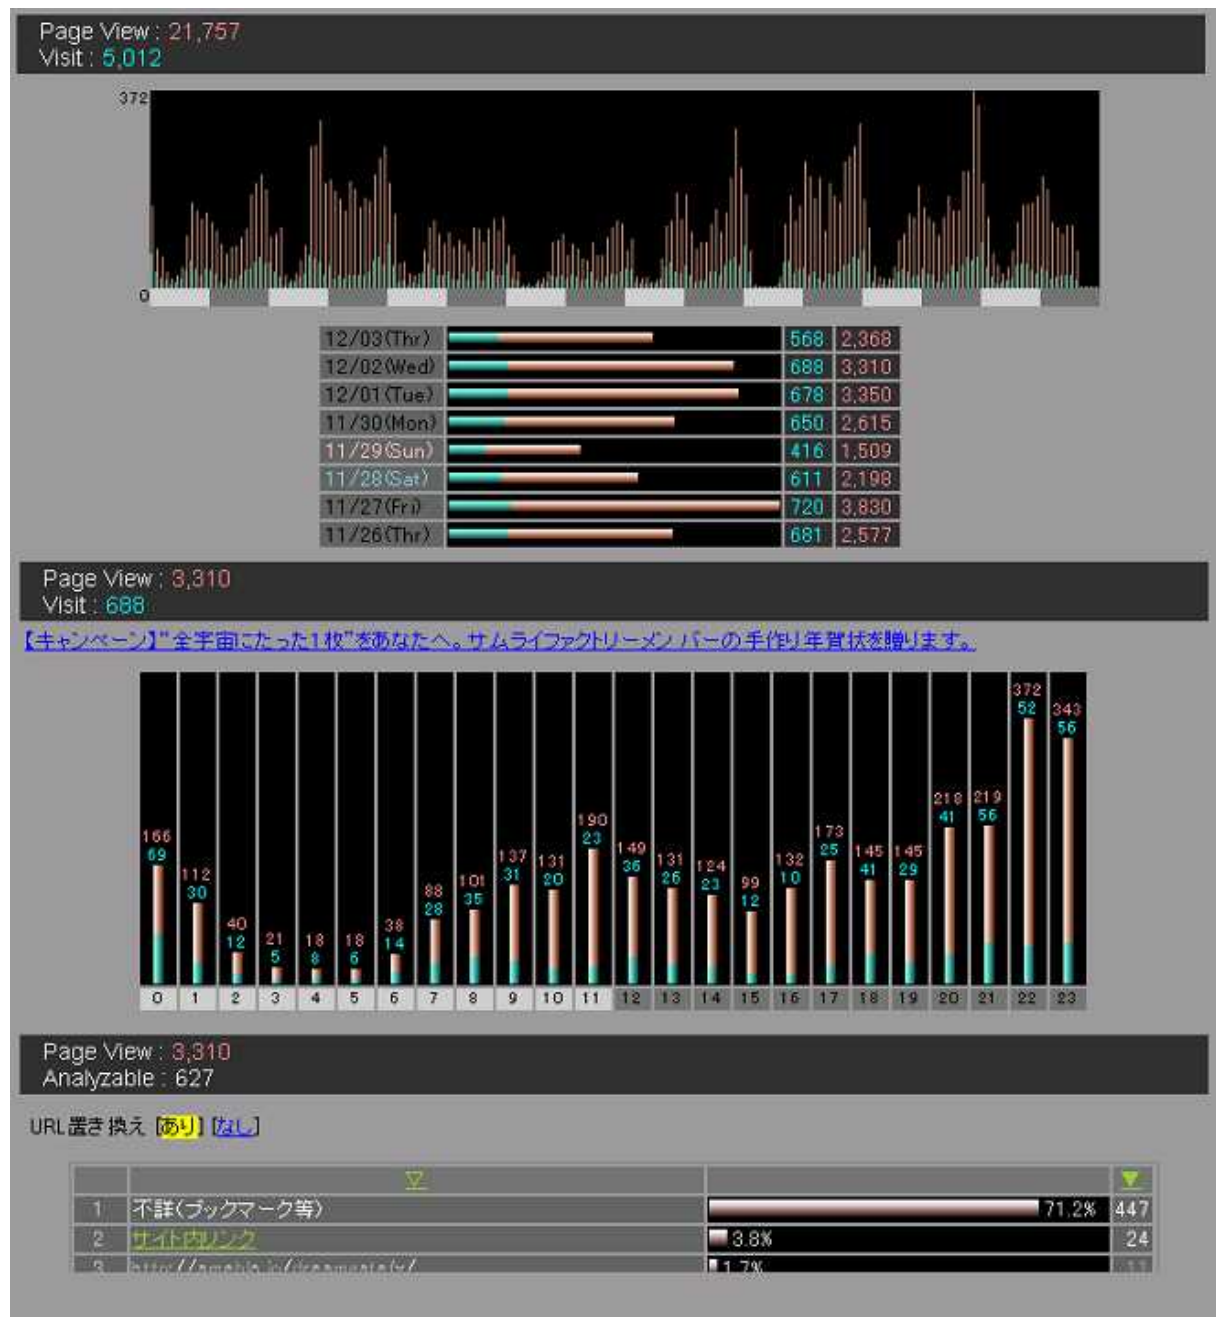 Page View : 21,757
Visit : 5,012
372
0
12/03(Thr) 568 2,368
12/02(Wed) 688 3,310
12/01(Tue) 678 3,350
11/30(Mon) 650 2,615
11/29(Sun) 416 1,509
11/28(Sat) 611 2,198
11/27(Fri) 720 3,830
11/26(Thr) 681 2,577
Page View : 3,310
Visit : 688
【キャンペーン】"全宇宙にたった1枚"をあなたへ。サムライファクトリーメンバーの手作り年賀状を贈ります。
372
52 343
56
218 219
41 56
190
23
173
25
166
69
149
36
145 145
41 29
137 131
31 20
131
26
132
10
124
23
112
30
101
35
99
12
88
28
40
12
38
14
21
5
18
8
18
6
0 1 2 3 4 5 6 7 8 9 10 11 12 13 14 15 16 17 18 19 20 21 22 23
Page View : 3,310
Analyzable : 627
URL置き換え [あり] [なし]
▽ ▼
1 不詳(ブックマーク等) 71.2% 447
2 サイト内リンク 3.8% 24
3 1.7% 11